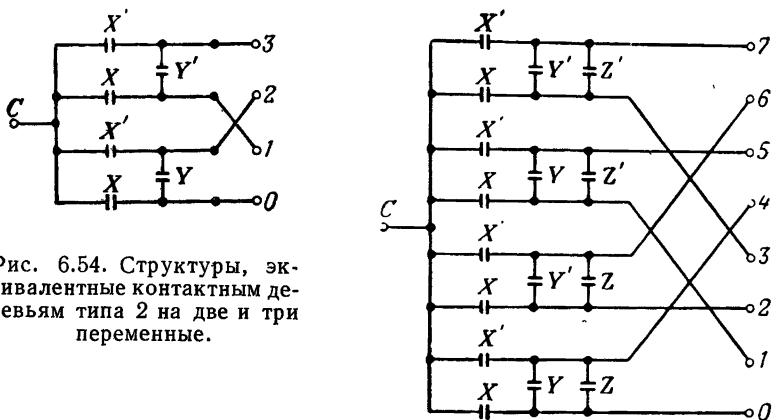 X' 3
Y'
X 2
C
X' 1
Y
X 0
Рис. 6.54. Структуры, эк-
вивалентные контактным де-
ревьям типа 2 на две и три
переменные.
X' 7
Y' Z'
X 6
X' 5
Y Z'
X 4
C
X' 3
Y' Z
X 2
X' 1
Y Z
X 0